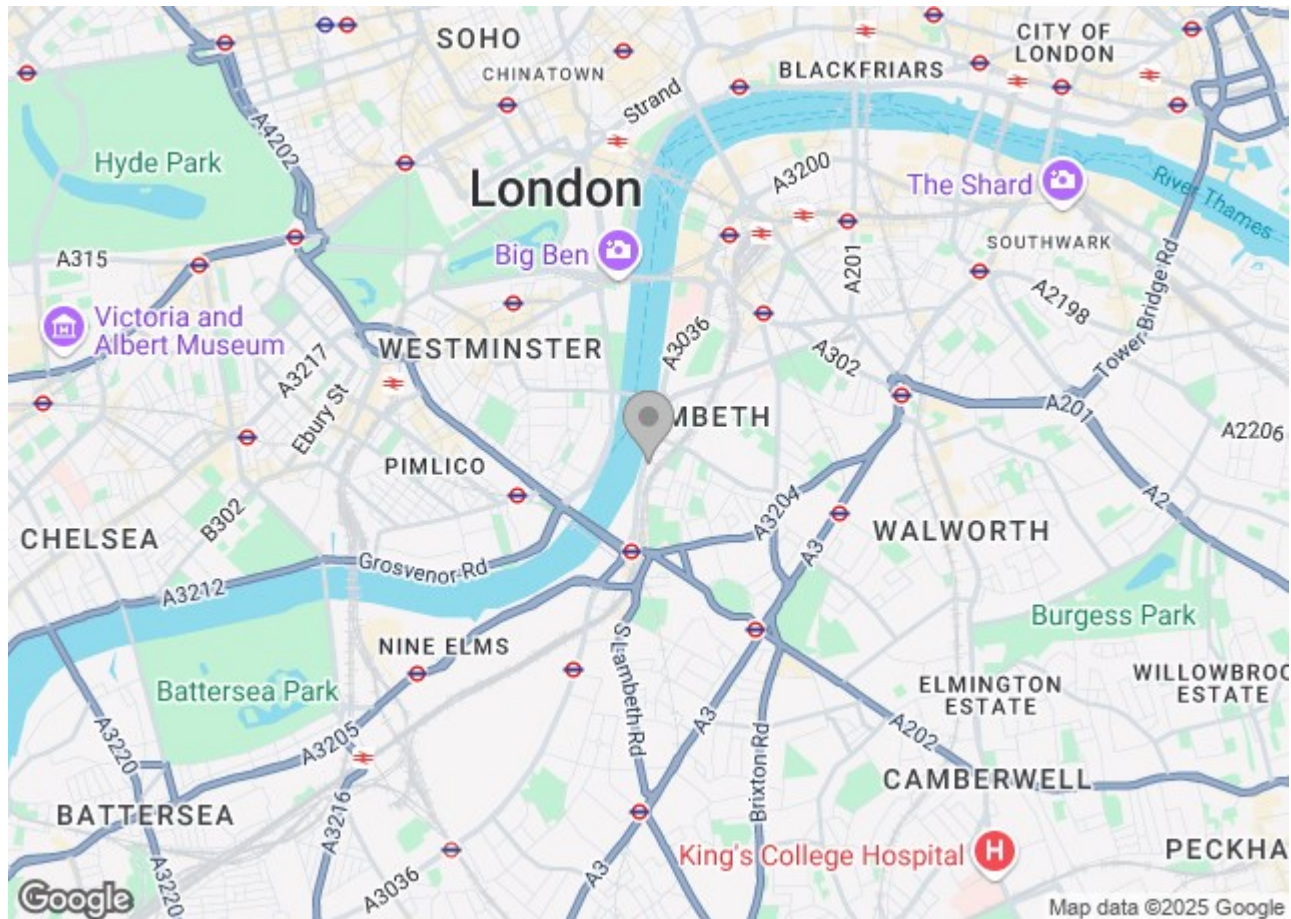 SOHO
CITY OF
LONDON
CHINATOWN
BLACKFRIARS
Strand
A4202
Hyde Park
A3200
London
The Shard
River Thames
Big Ben
SOUTHWARK
A315
A201
A2198
Tower Bridge Rd
Victoria and
Albert Museum
WESTMINSTER
A3036
A3217
A302
Ebury St
MBETH
A201
A2206
PIMLICO
A3204
A2
B302
CHELSEA
WALWORTH
A3
Grosvenor Rd
A3212
Burgess Park
S Lambeth Rd
NINE ELMS
WILLOWBROO
ESTATE
Battersea Park
ELMINGTON
ESTATE
A3
A3220
A3205
Brixton Rd
A202
CAMBERWELL
BATTERSEA
A3216
King's College Hospital
H
PECKHA
A3220
A3036
A3
Google
Map data ©2025 Google